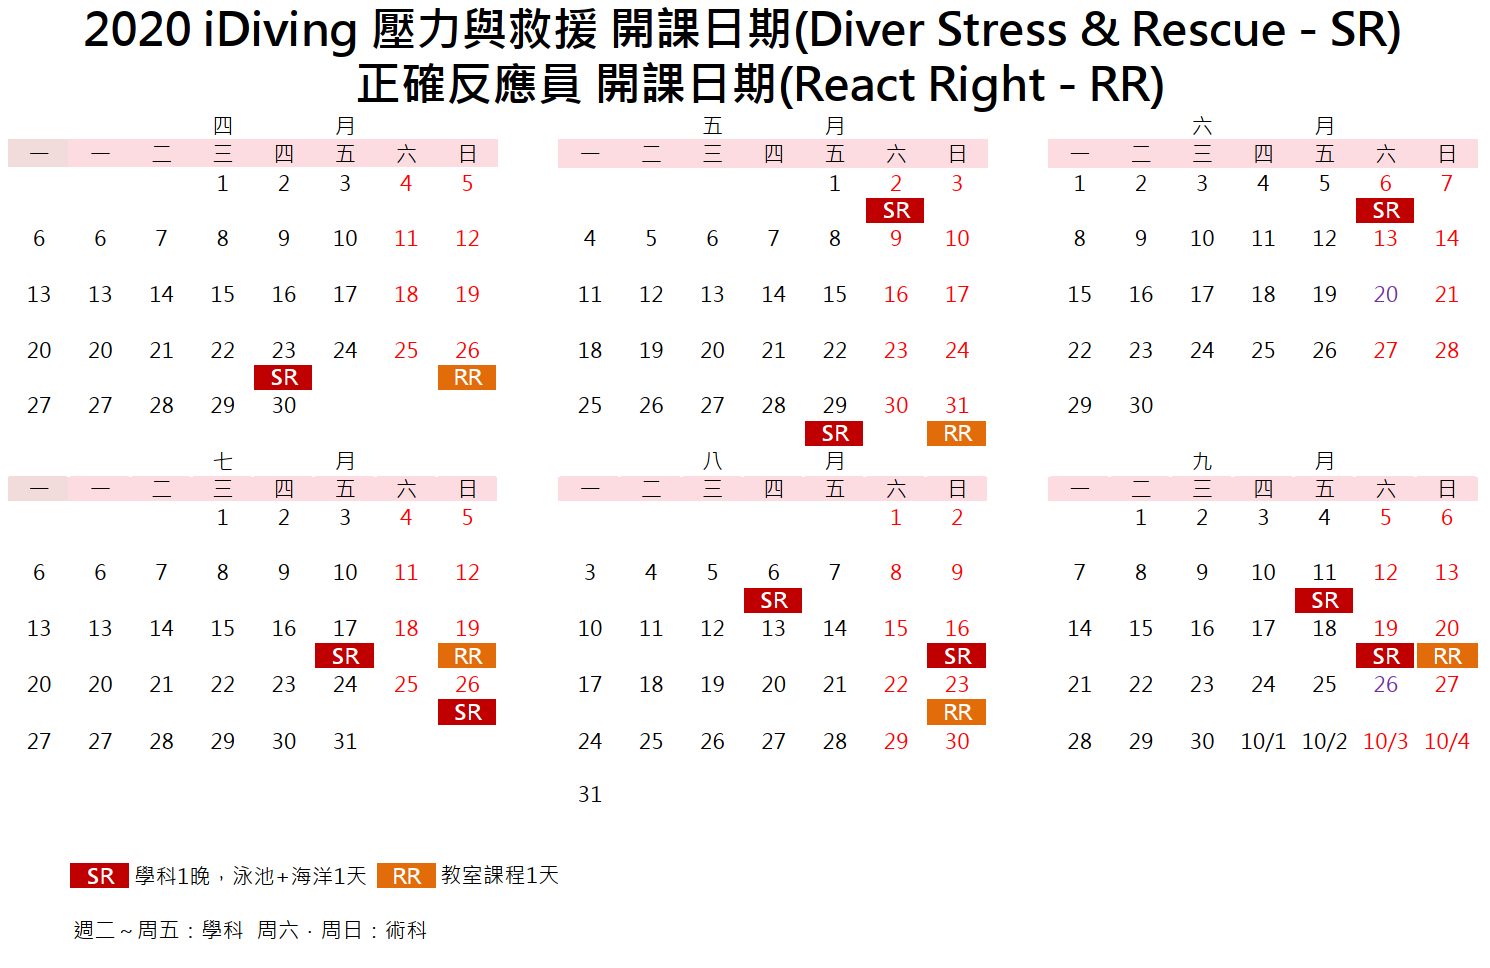 2020 iDiving 壓力與救援 開課日期(Diver Stress & Rescue - SR)
正確反應員 開課日期(React Right - RR)
四 月
一 一 二 三 四 五 六 日
1 2 3 4 5
6 6 7 8 9 10 11 12
13 13 14 15 16 17 18 19
20 20 21 22 23 24 25 26
SR RR
27 27 28 29 30
五 月
一 二 三 四 五 六 日
1 2 3
SR
4 5 6 7 8 9 10
11 12 13 14 15 16 17
18 19 20 21 22 23 24
25 26 27 28 29 30 31
SR RR
六 月
一 二 三 四 五 六 日
1 2 3 4 5 6 7
SR
8 9 10 11 12 13 14
15 16 17 18 19 20 21
22 23 24 25 26 27 28
29 30
七 月
一 一 二 三 四 五 六 日
1 2 3 4 5
6 6 7 8 9 10 11 12
13 13 14 15 16 17 18 19
SR RR
20 20 21 22 23 24 25 26
SR
27 27 28 29 30 31
八 月
一 二 三 四 五 六 日
1 2
3 4 5 6 7 8 9
SR
10 11 12 13 14 15 16
SR
17 18 19 20 21 22 23
RR
24 25 26 27 28 29 30
31
九 月
一 二 三 四 五 六 日
1 2 3 4 5 6
7 8 9 10 11 12 13
SR
14 15 16 17 18 19 20
SR RR
21 22 23 24 25 26 27
28 29 30 10/1 10/2 10/3 10/4
SR 學科1晚，泳池+海洋1天 RR 教室課程1天
週二～周五：學科 周六．周日：術科